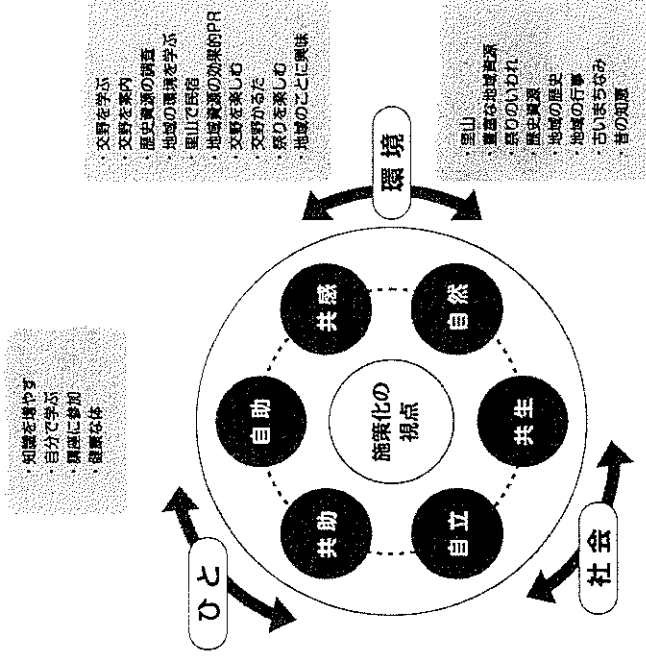 ・知識を増やす
・自分で学ぶ
・講座に参加
・健康な体
・交野を学ぶ
・交野を案内
・歴史資源の調査
・地域の環境を学ぶ
・里山で民宿
・地域資源の効果的PR
・交野を楽しむ
・交野かるた
・祭りを楽しむ
・地域のことに興味
ひと
環境
社会
自助
共感
自然
共生
自立
共助
施策化の
視点
・里山
・豊富な地域資源
・祭りのいわれ
・歴史資源
・地域の歴史
・地域の行事
・古いまちなみ
・昔の知恵